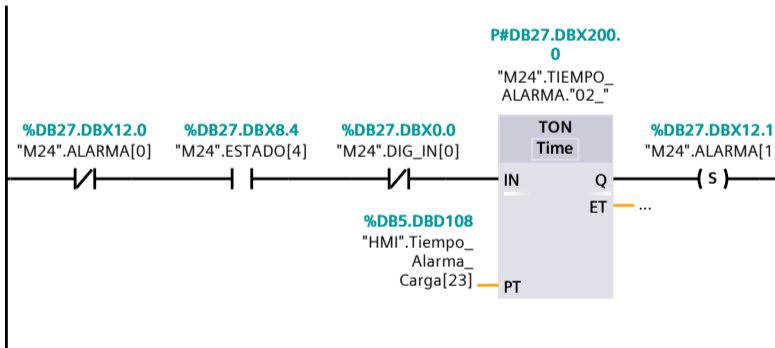 P#DB27.DBX200.
0
"M24".TIEMPO_
ALARMA."02_"
%DB27.DBX12.0
"M24".ALARMA[0]
%DB27.DBX8.4
"M24".ESTADO[4]
%DB27.DBX0.0
"M24".DIG_IN[0]
TON
Time
%DB27.DBX12.1
"M24".ALARMA[1
IN
Q
S
ET
...
%DB5.DBD108
"HMI".Tiempo_
Alarma_
Carga[23]
PT